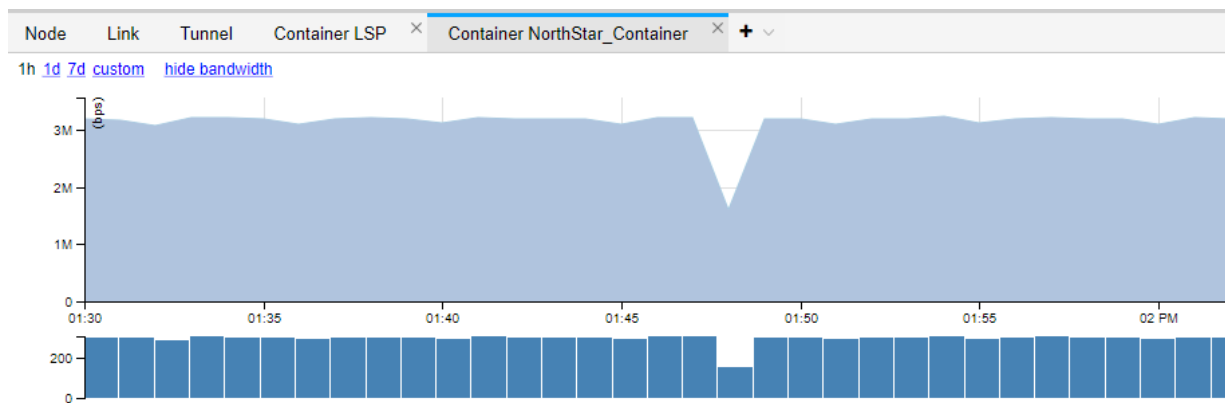 Node Link Tunnel Container LSP × Container NorthStar_Container × +
1h 1d 7d custom hide bandwidth
(bps)
3M
2M
1M
0
01:30 01:35 01:40 01:45 01:50 01:55 02 PM
200
0